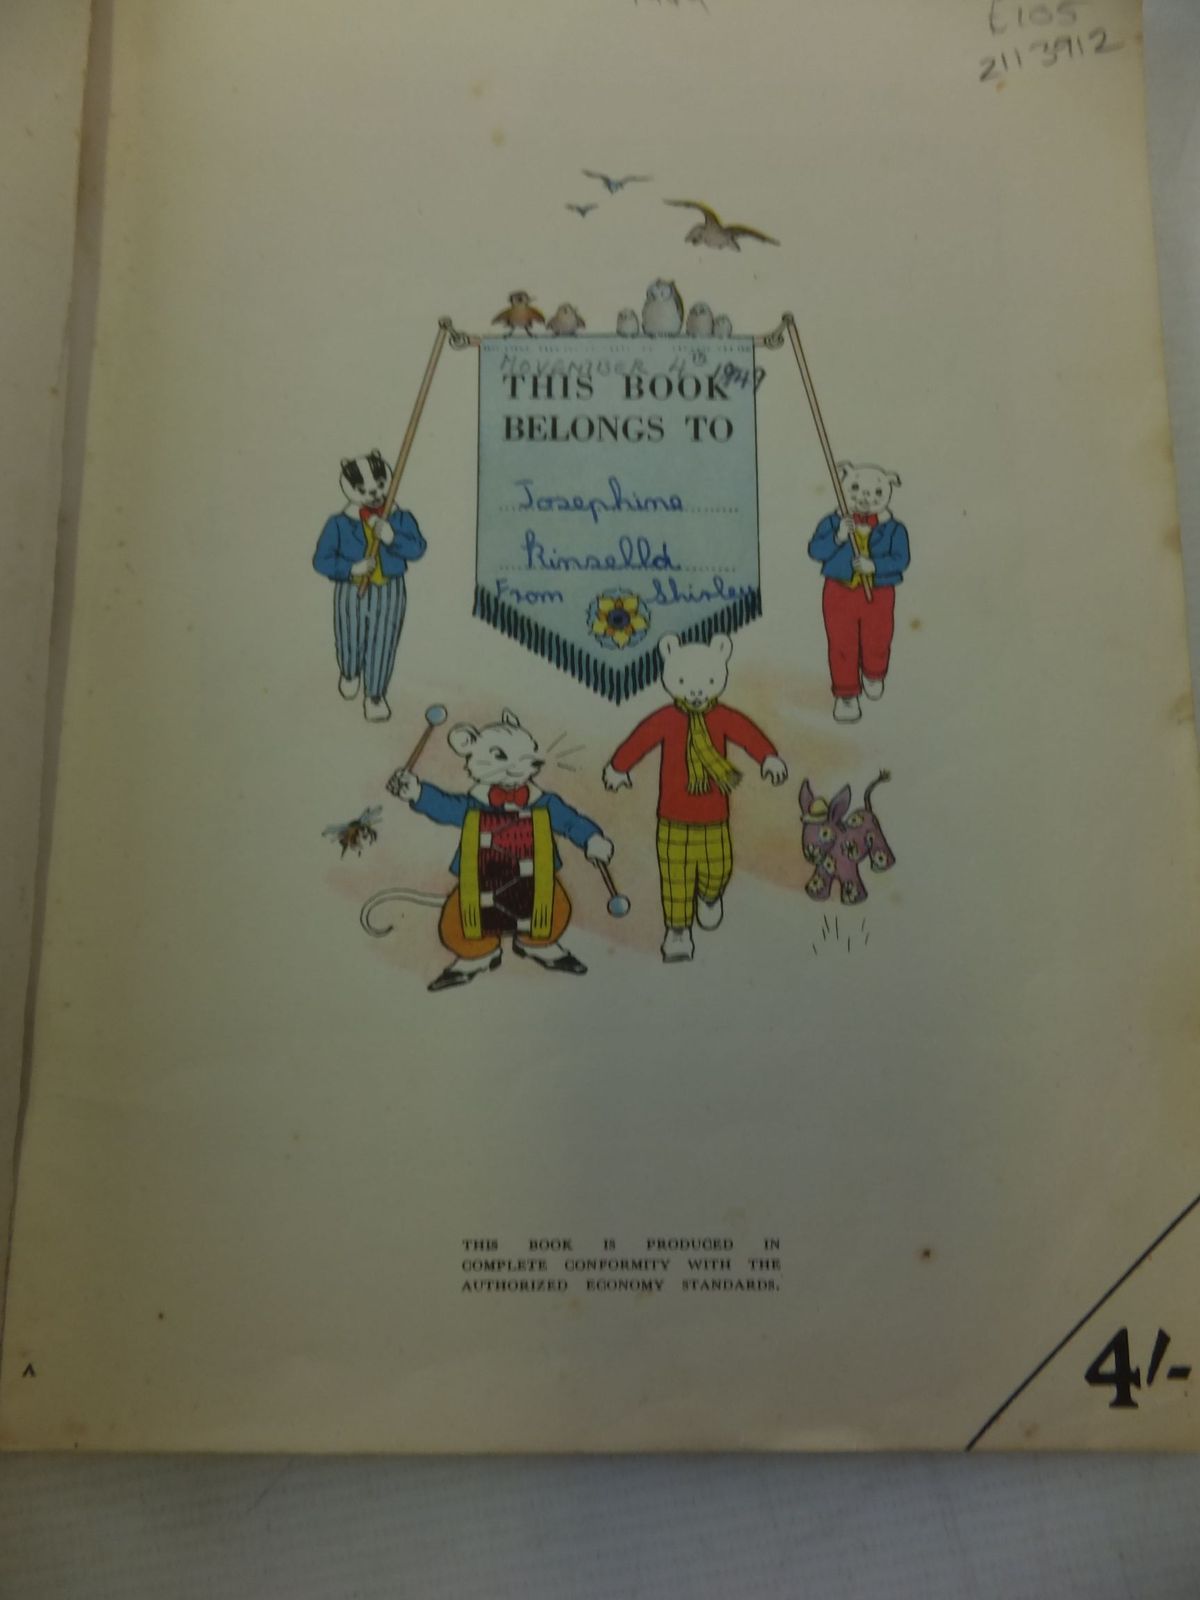 £105
2113912
NOVEMBER 4th 1949
THIS BOOK
BELONGS TO
Josephine
Kinsella
From Shirley
THIS BOOK IS PRODUCED IN
COMPLETE CONFORMITY WITH THE
AUTHORIZED ECONOMY STANDARDS.
A
4/-